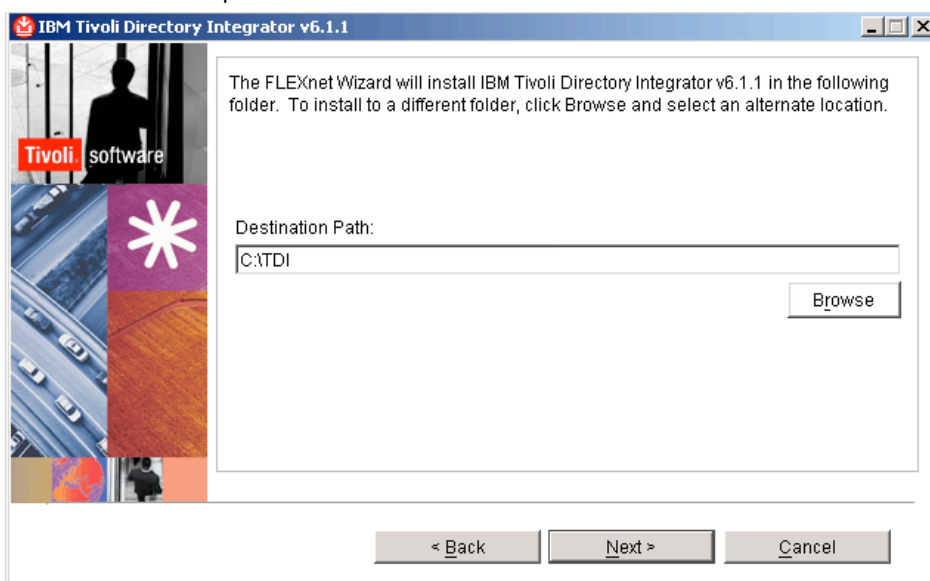 IBM Tivoli Directory Integrator v6.1.1
The FLEXnet Wizard will install IBM Tivoli Directory Integrator v6.1.1 in the following
folder. To install to a different folder, click Browse and select an alternate location.
Tivoli. software
Destination Path:
C:\TDI
Browse
< Back
Next >
Cancel